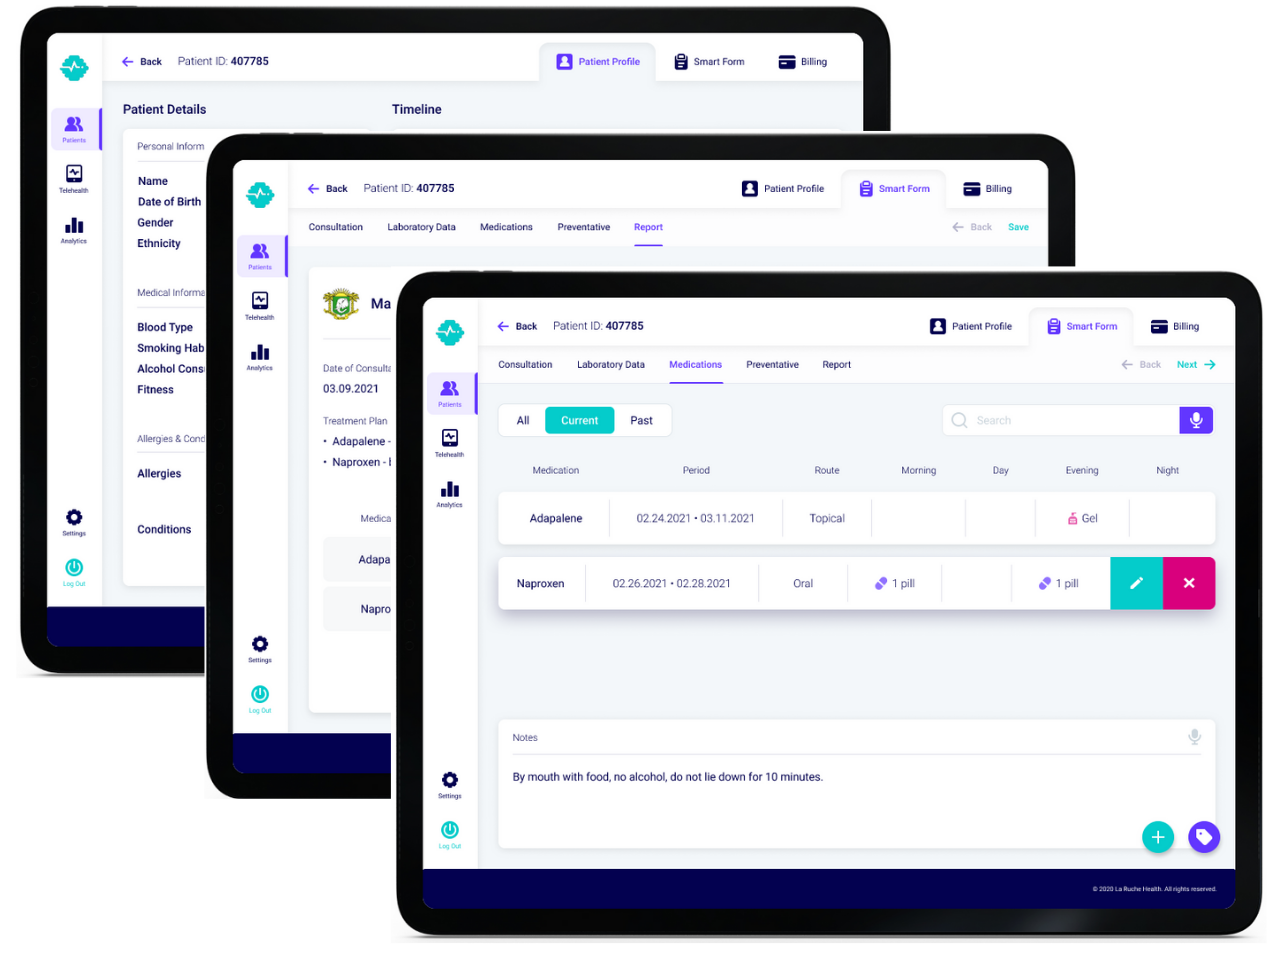 Back Patient ID: 407785 Patient Profile Smart Form Billing
Patient Details Timeline
Patients
Telehealth
Analytics
Settings
Log Out
Personal Inform
Name
Date of Birth
Gender
Ethnicity
Medical Informa
Blood Type
Smoking Hab
Alcohol Cons
Fitness
Allergies & Cond
Allergies
Conditions
Back Patient ID: 407785 Patient Profile Smart Form Billing
Consultation Laboratory Data Medications Preventative Report Back Save
Patients
Telehealth
Analytics
Settings
Log Out
Ma
Date of Consulta
03.09.2021
Treatment Plan
• Adapalene -
• Naproxen -
Medica
Adapa
Napro
Back Patient ID: 407785 Patient Profile Smart Form Billing
Consultation Laboratory Data Medications Preventative Report Back Next
Patients
Telehealth
Analytics
Settings
Log Out
All Current Past Search
Medication Period Route Morning Day Evening Night
Adapalene 02.24.2021 • 03.11.2021 Topical Gel
Naproxen 02.26.2021 • 02.28.2021 Oral 1 pill 1 pill
Notes
By mouth with food, no alcohol, do not lie down for 10 minutes.
© 2020 La Ruche Health. All rights reserved.